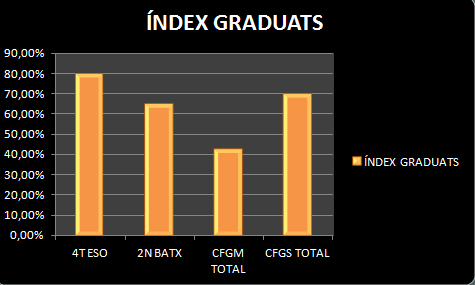 ÍNDEX GRADUATS
90,00%
80,00%
70,00%
60,00%
50,00%
40,00%
30,00%
20,00%
10,00%
0,00%
4T ESO
2N BATX
CFGM
TOTAL
CFGS TOTAL
ÍNDEX GRADUATS